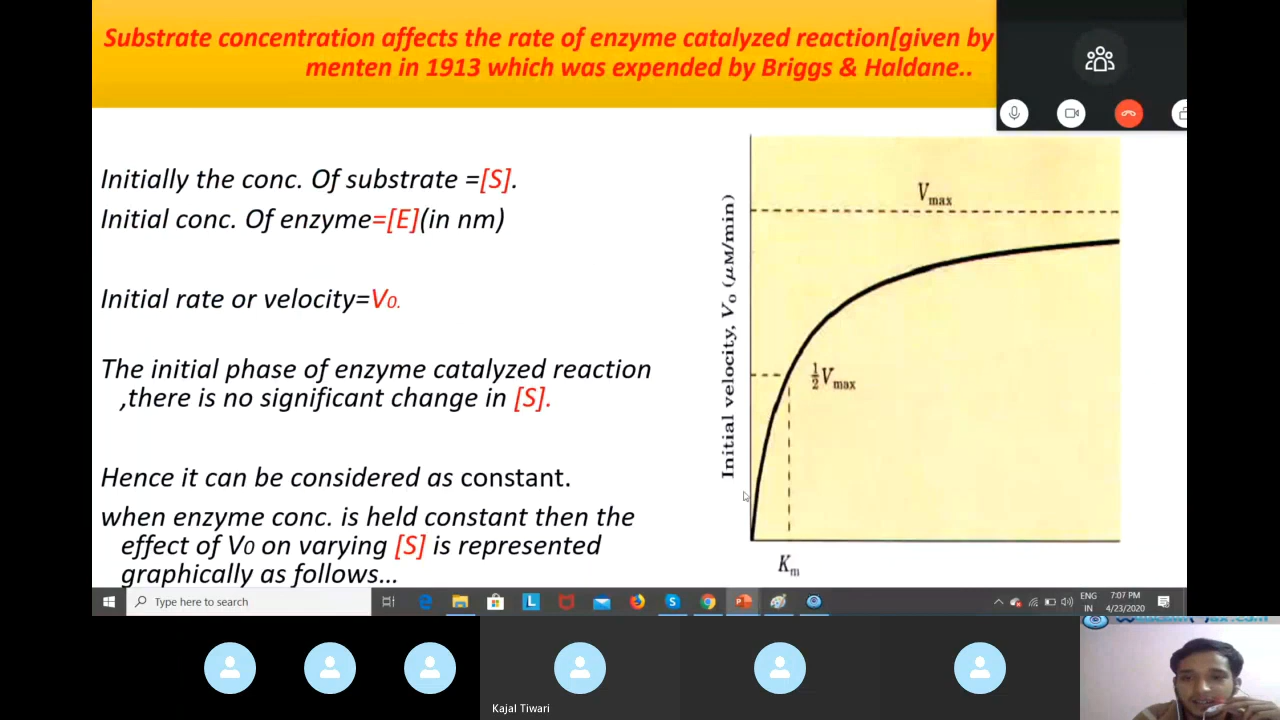 Substrate concentration affects the rate of enzyme catalyzed reaction[given by
menten in 1913 which was expended by Briggs & Haldane..
Initially the conc. Of substrate =[S].
Initial conc. Of enzyme=[E](in nm)
Initial rate or velocity=V0.
The initial phase of enzyme catalyzed reaction
,there is no significant change in [S].
Hence it can be considered as constant.
when enzyme conc. is held constant then the
effect of V0 on varying [S] is represented
graphically as follows…
Initial velocity, V0 (μM/min)
Vmax
½Vmax
Km
Type here to search
ENG
IN
7:07 PM
4/23/2020
Kajal Tiwari